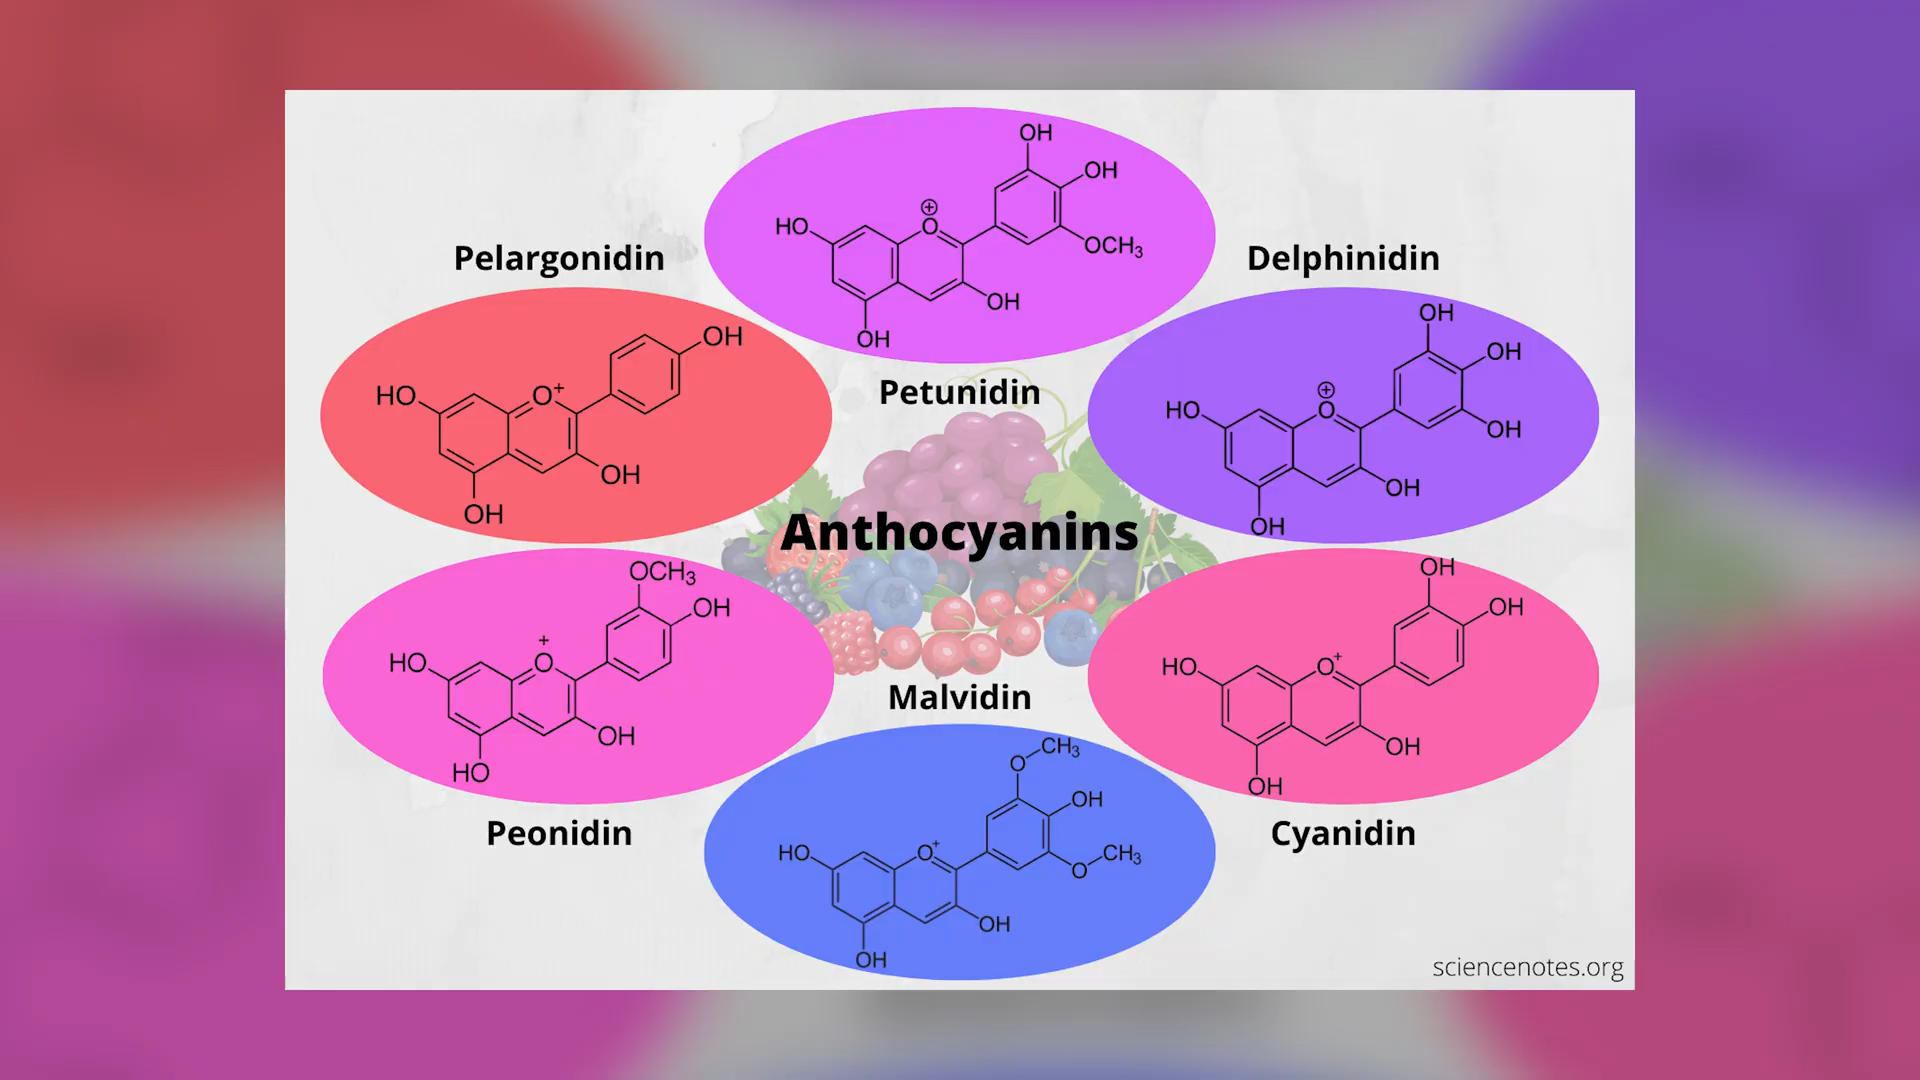 OH
OH
HO
⊕
O
OCH₃
OH
OH
Pelargonidin
Delphinidin
Petunidin
OH
HO
O⁺
OH
OH
OH
OH
HO
⊕
O
OH
OH
OH
Anthocyanins
OCH₃
OH
HO
+
O
OH
HO
Peonidin
OH
OH
HO
O⁺
OH
OH
Cyanidin
Malvidin
CH₃
O
OH
HO
O⁺
CH₃
O
OH
OH
sciencenotes.org